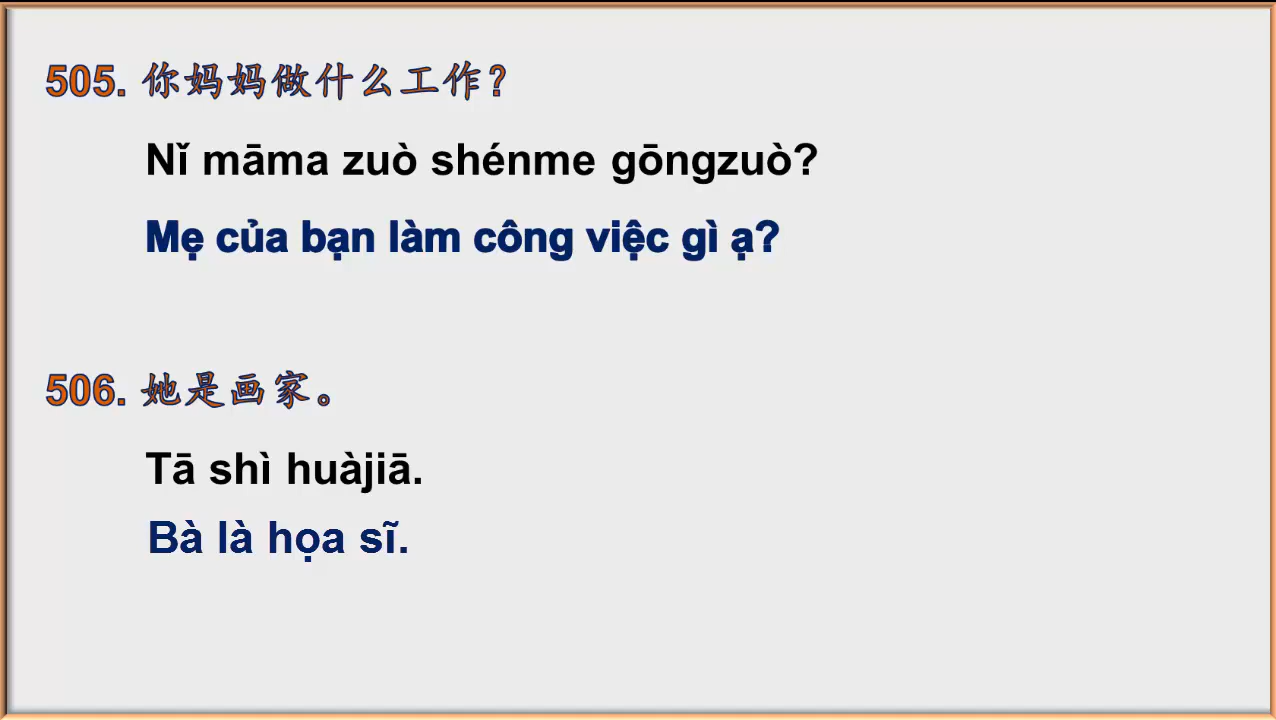 505. 你妈妈做什么工作？
Nǐ māma zuò shénme gōngzuò?
Mẹ của bạn làm công việc gì ạ?
506. 她是画家。
Tā shì huàjiā.
Bà là họa sĩ.